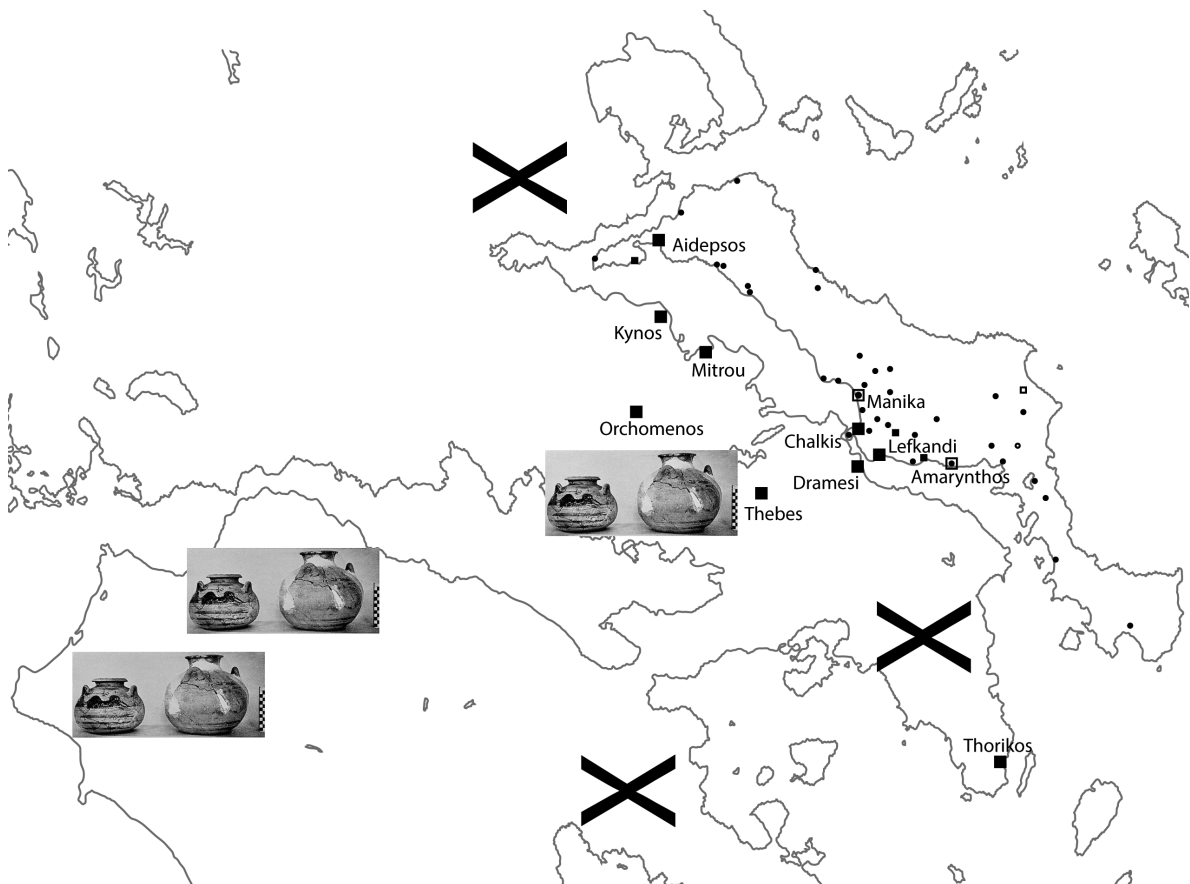 Aidepsos
Kynos
Mitrou
Manika
Orchomenos
Chalkis
Lefkandi
Amarynthos
Dramesi
Thebes
Thorikos